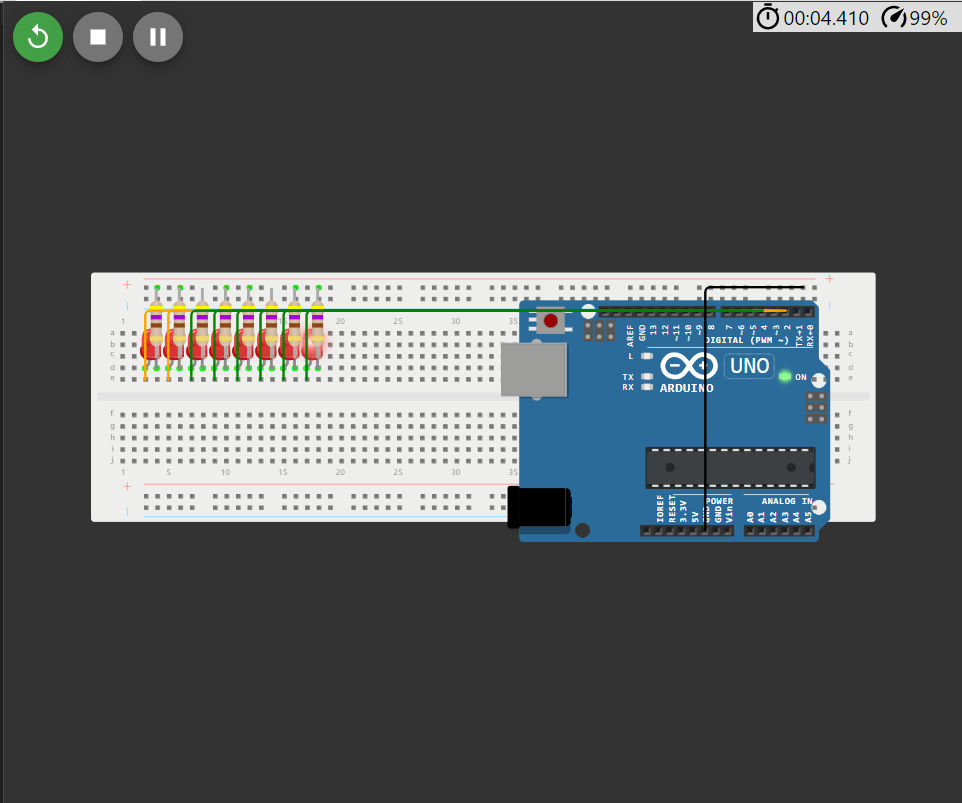 00:04.410 99%
1 5 10 15 20 25 30 35
a
b
c
d
e
f
g
h
i
j
1 5 10 15 20 25 30 35
AREF
GND
13
12
~11
~10
~9
8
7
~6
~5
4
~3
2
TX→1
RX←0
DIGITAL (PWM ~)
L
TX
RX
UNO
ON
ARDUINO
IOREF
RESET
3.3V
5V
GND
GND
Vin
POWER
ANALOG IN
A0
A1
A2
A3
A4
A5
a
b
c
d
e
f
g
h
i
j